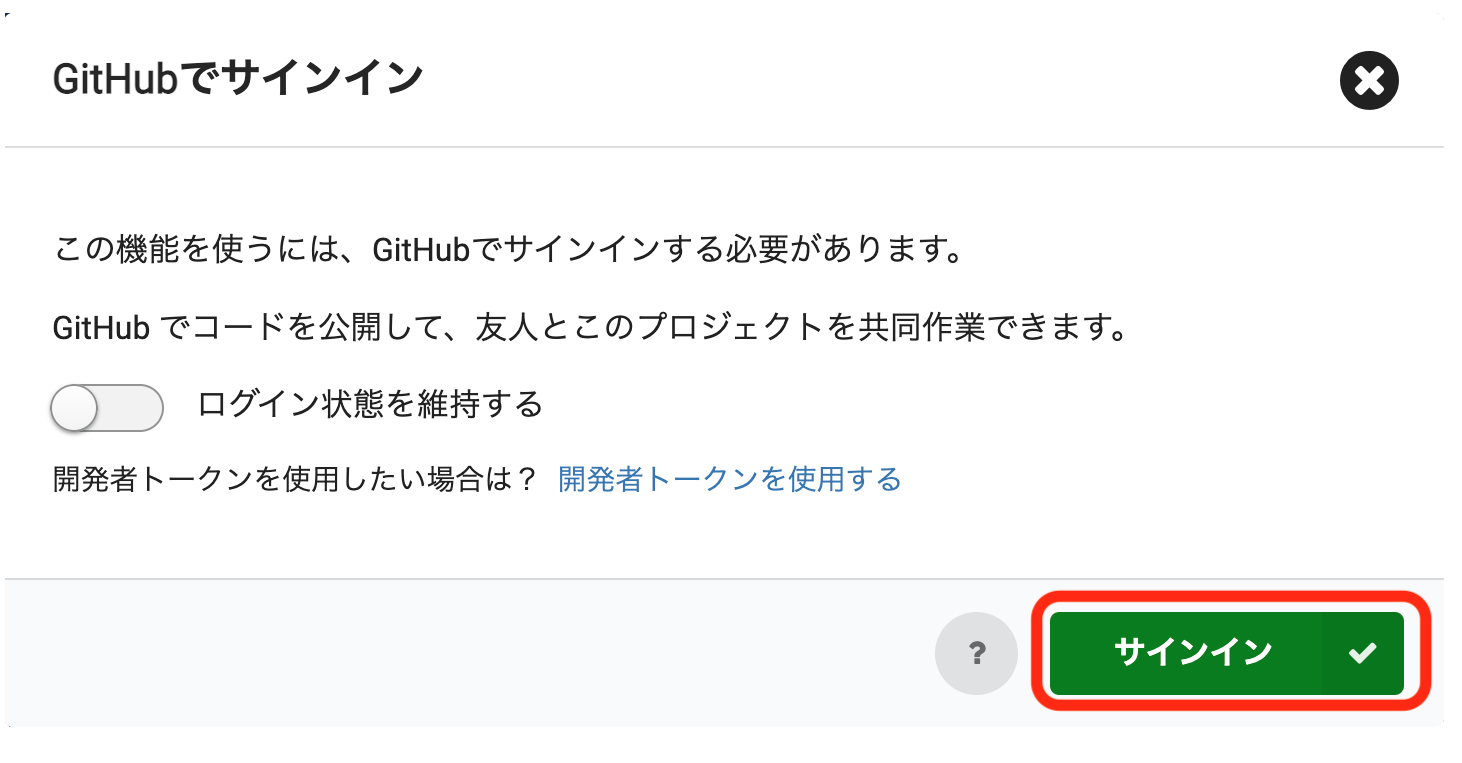 GitHubでサインイン
この機能を使うには、GitHubでサインインする必要があります。
GitHub でコードを公開して、友人とこのプロジェクトを共同作業できます。
ログイン状態を維持する
開発者トークンを使用したい場合は？ 開発者トークンを使用する
? サインイン